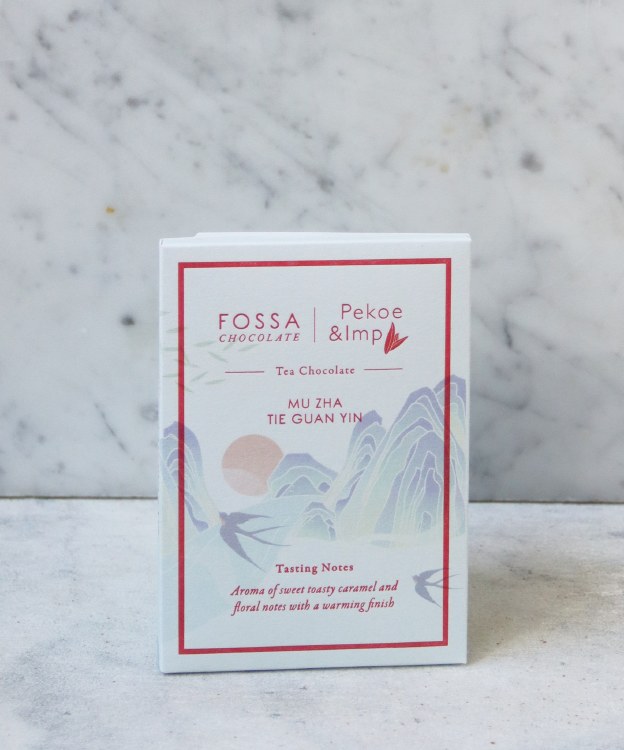 FOSSA
CHOCOLATE
Pekoe
&Imp
Tea Chocolate
MU ZHA
TIE GUAN YIN
Tasting Notes
Aroma of sweet toasty caramel and
floral notes with a warming finish